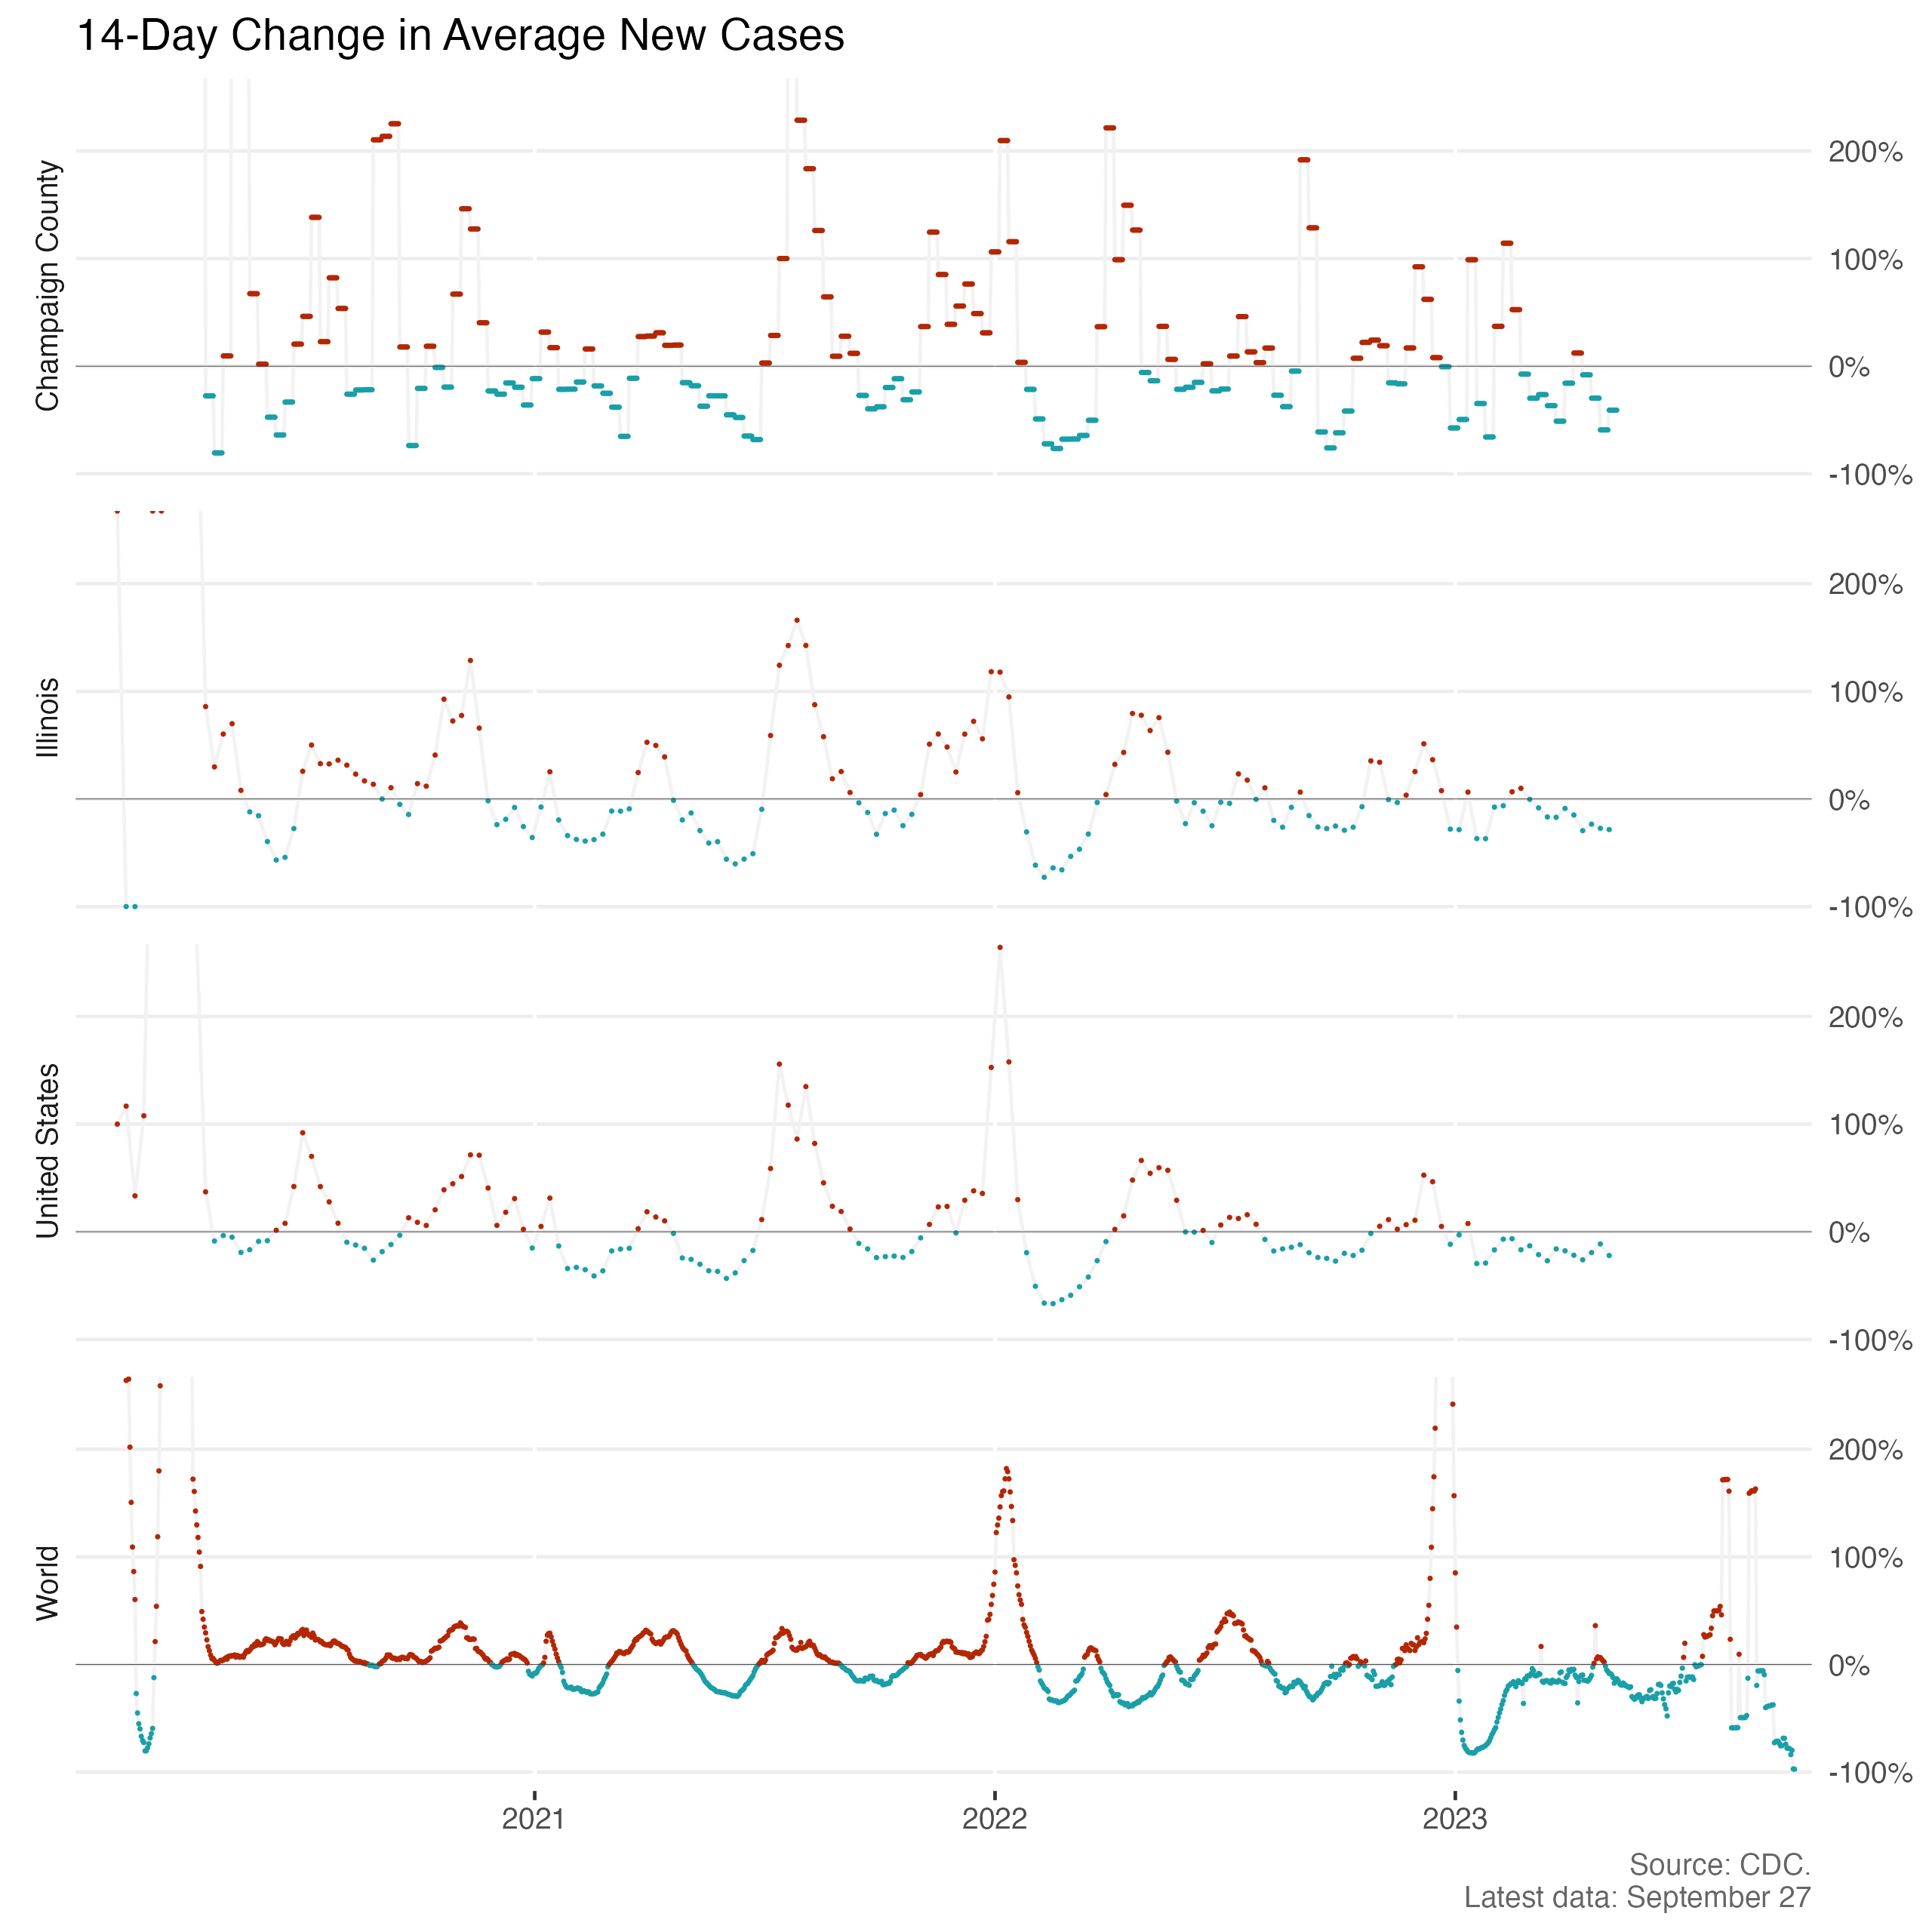 14-Day Change in Average New Cases
Champaign County
200%
100%
0%
-100%
Illinois
200%
100%
0%
-100%
United States
200%
100%
0%
-100%
World
200%
100%
0%
-100%
2021 2022 2023
Source: CDC.
Latest data: September 27